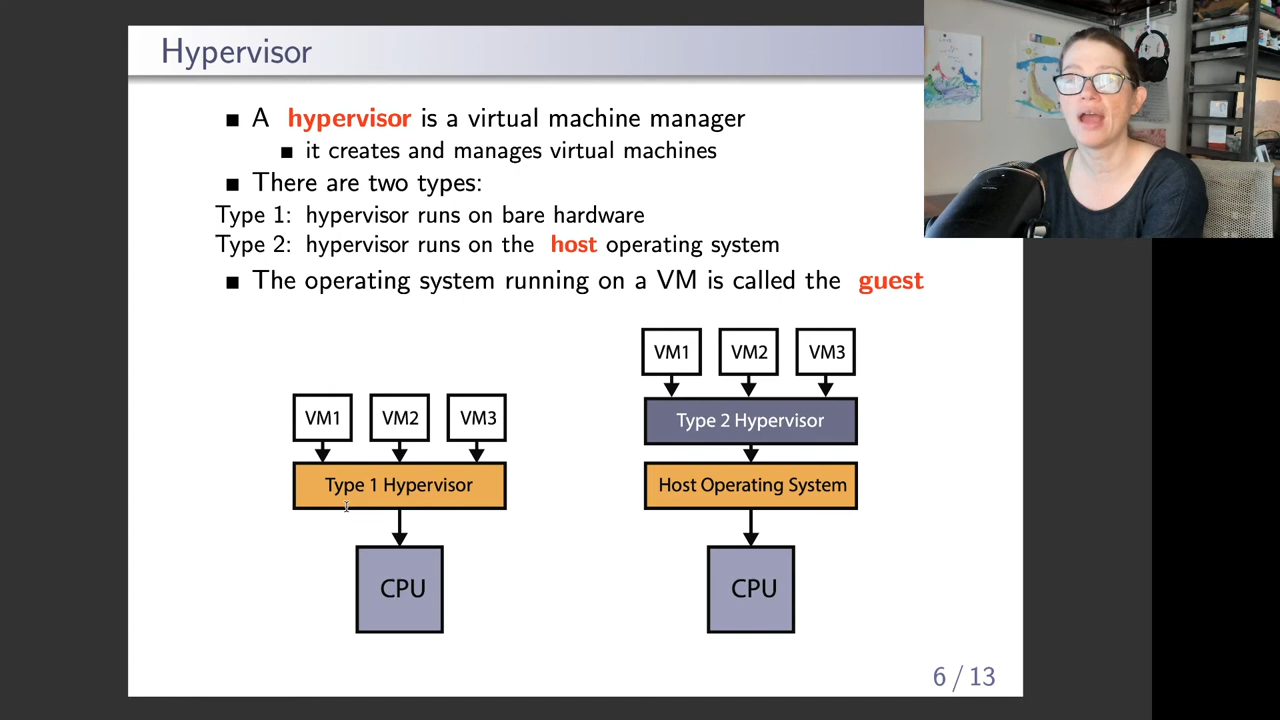 Hypervisor
A hypervisor is a virtual machine manager
it creates and manages virtual machines
There are two types:
Type 1: hypervisor runs on bare hardware
Type 2: hypervisor runs on the host operating system
The operating system running on a VM is called the guest
VM1 VM2 VM3
Type 1 Hypervisor
CPU
VM1 VM2 VM3
Type 2 Hypervisor
Host Operating System
CPU
6 / 13